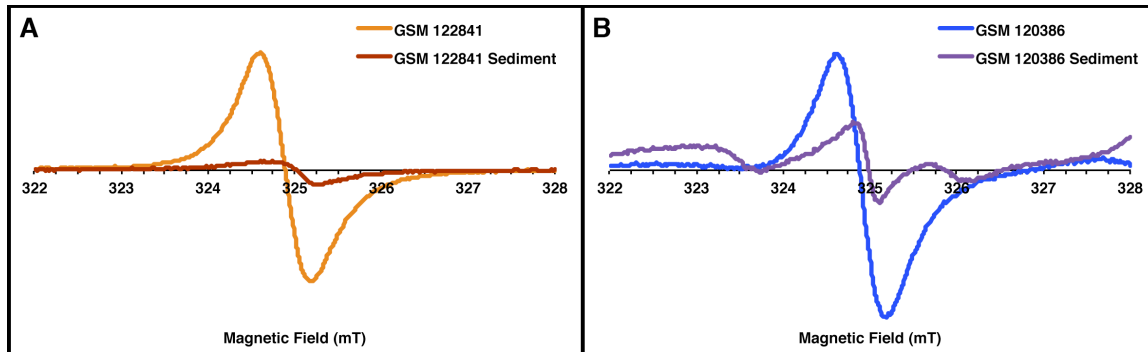 A
GSM 122841
GSM 122841 Sediment
322 323 324 325 326 327 328
Magnetic Field (mT)
B
GSM 120386
GSM 120386 Sediment
322 323 324 325 326 327 328
Magnetic Field (mT)